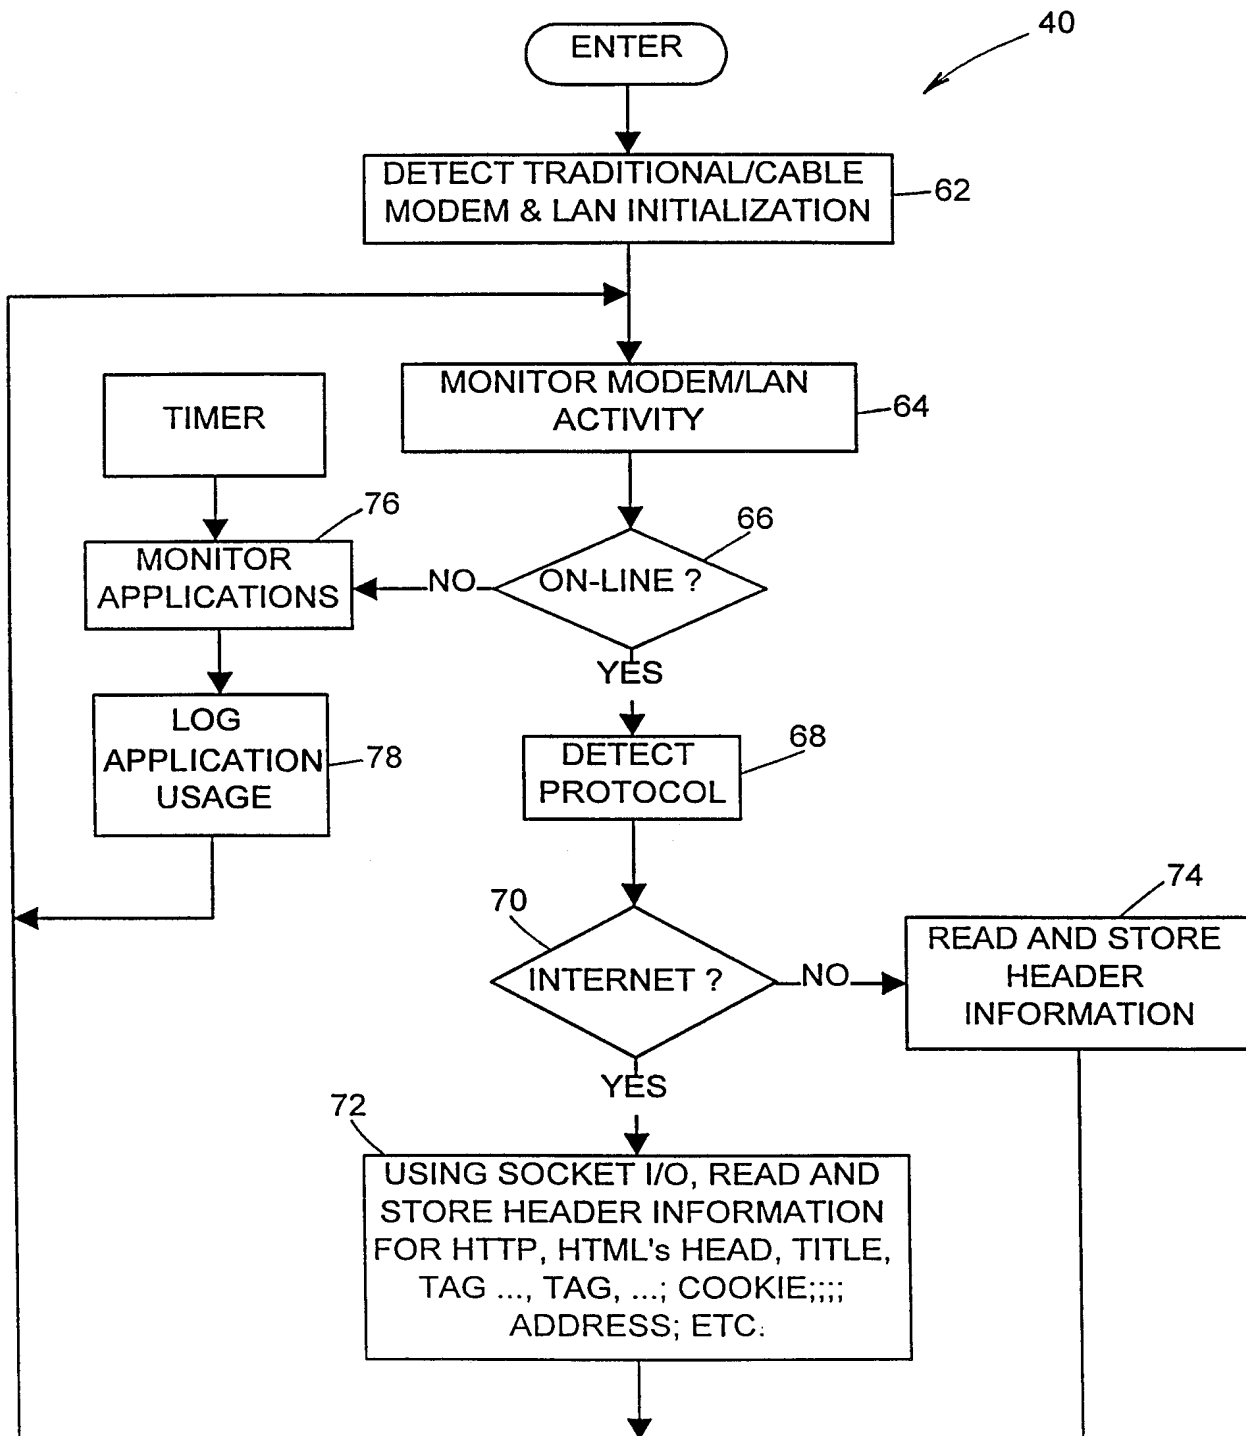 ENTER
40
DETECT TRADITIONAL/CABLE
MODEM & LAN INITIALIZATION
62
MONITOR MODEM/LAN
ACTIVITY
64
TIMER
76
MONITOR
APPLICATIONS
NO
ON-LINE ?
66
YES
LOG
APPLICATION
USAGE
78
DETECT
PROTOCOL
68
70
INTERNET ?
NO
74
READ AND STORE
HEADER
INFORMATION
YES
72
USING SOCKET I/O, READ AND
STORE HEADER INFORMATION
FOR HTTP, HTML's HEAD, TITLE,
TAG ..., TAG, ...; COOKIE;;;;
ADDRESS; ETC.